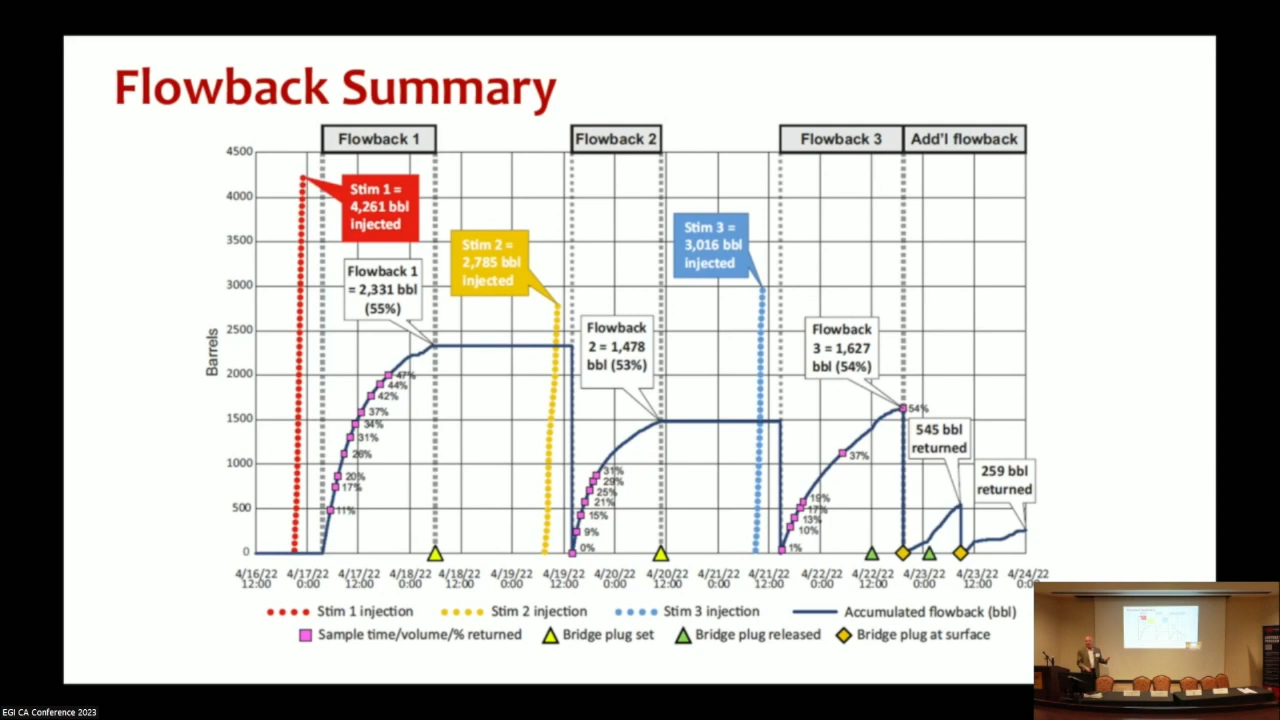 Flowback Summary
Flowback 1
Flowback 2
Flowback 3
Add'l flowback
Barrels
4500
4000
3500
3000
2500
2000
1500
1000
500
0
Stim 1 =
4,261 bbl
injected
Flowback 1
= 2,331 bbl
(55%)
Stim 2 =
2,785 bbl
injected
Flowback
2 = 1,478
bbl (53%)
Stim 3 =
3,016 bbl
injected
Flowback
3 = 1,627
bbl (54%)
545 bbl
returned
259 bbl
returned
47%
44%
42%
37%
34%
31%
26%
20%
17%
11%
31%
29%
25%
21%
15%
9%
0%
54%
37%
19%
17%
13%
10%
1%
4/16/22 4/17/22 4/17/22 4/18/22 4/18/22 4/19/22 4/19/22 4/20/22 4/20/22 4/21/22 4/21/22 4/22/22 4/22/22 4/23/22 4/23/22 4/24/22
12:00 0:00 12:00 0:00 12:00 0:00 12:00 0:00 12:00 0:00 12:00 0:00 12:00 0:00 12:00 0:00
Stim 1 injection
Stim 2 injection
Stim 3 injection
Accumulated flowback (bbl)
Sample time/volume/% returned
Bridge plug set
Bridge plug released
Bridge plug at surface
EGI CA Conference 2023